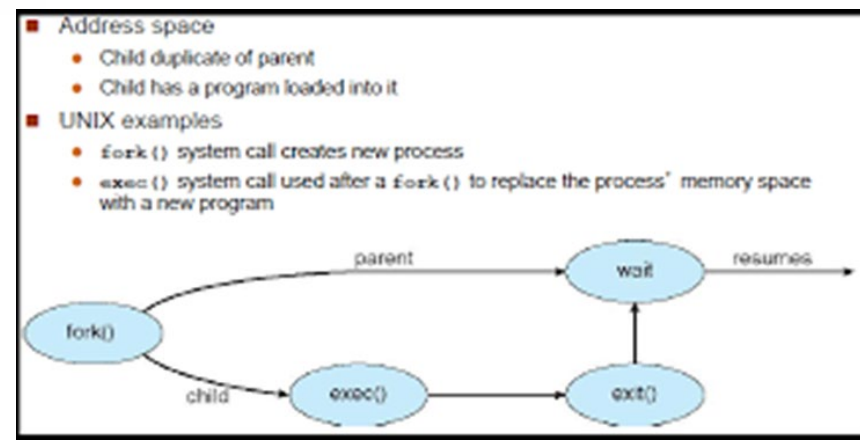 Address space
Child duplicate of parent
Child has a program loaded into it
UNIX examples
fork() system call creates new process
exec() system call used after a fork() to replace the process' memory space
with a new program
parent
wait
resumes
fork()
child
exec()
exit()